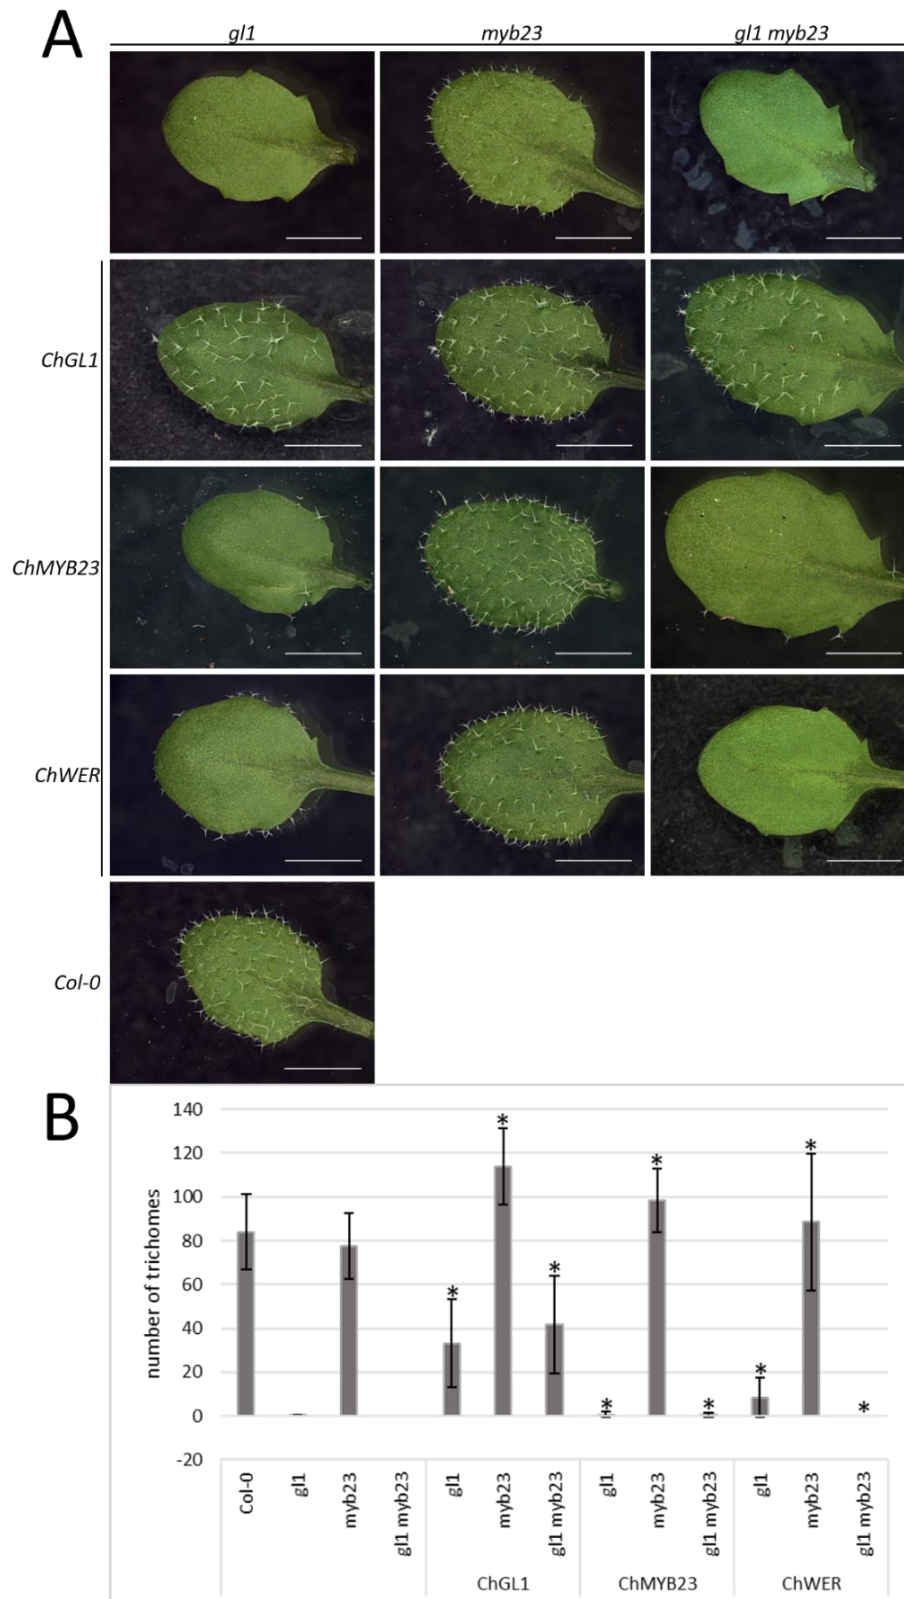 A
gl1 myb23 gl1 myb23
ChGL1
ChMYB23
ChWER
Col-0
B
number of trichomes
140
120
100
80
60
40
20
0
-20
* * * * * * * * *
Col-0 gl1 myb23 gl1 myb23 gl1 myb23 gl1 myb23 gl1 myb23 gl1 myb23 gl1 myb23 gl1 myb23
ChGL1 ChMYB23 ChWER